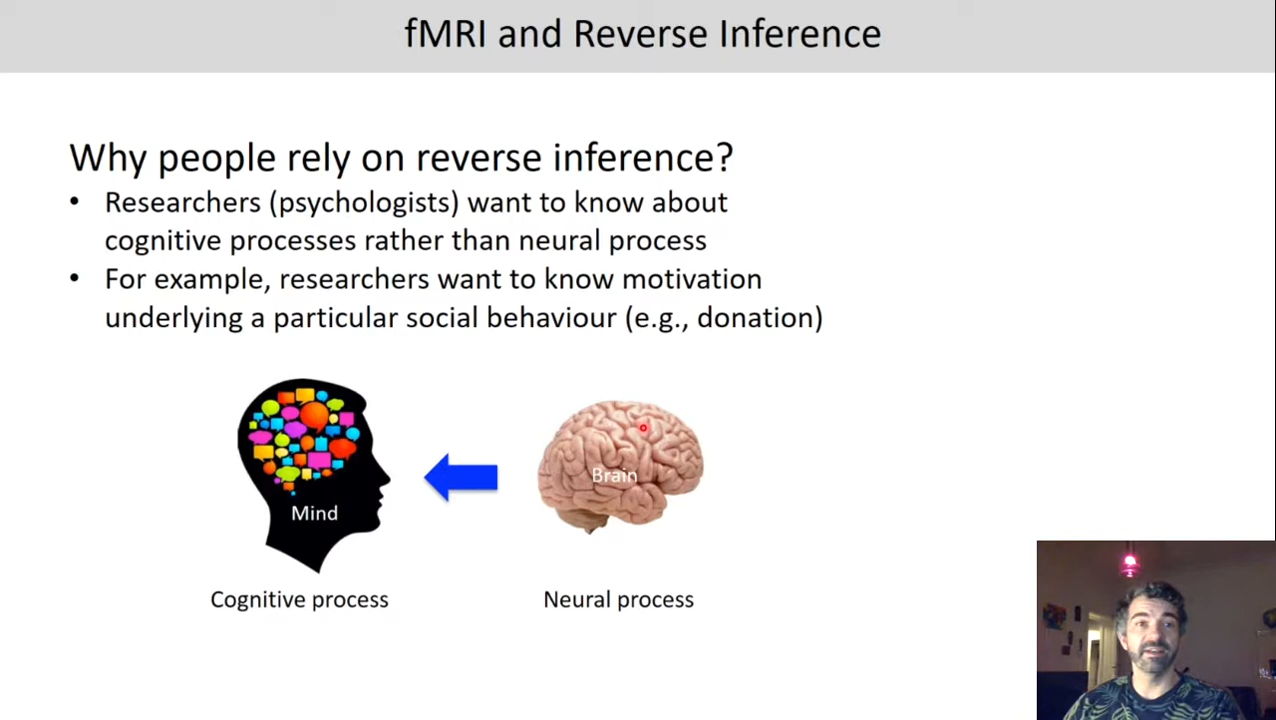 fMRI and Reverse Inference
Why people rely on reverse inference?
• Researchers (psychologists) want to know about
cognitive processes rather than neural process
• For example, researchers want to know motivation
underlying a particular social behaviour (e.g., donation)
Mind
Brain
Cognitive process
Neural process